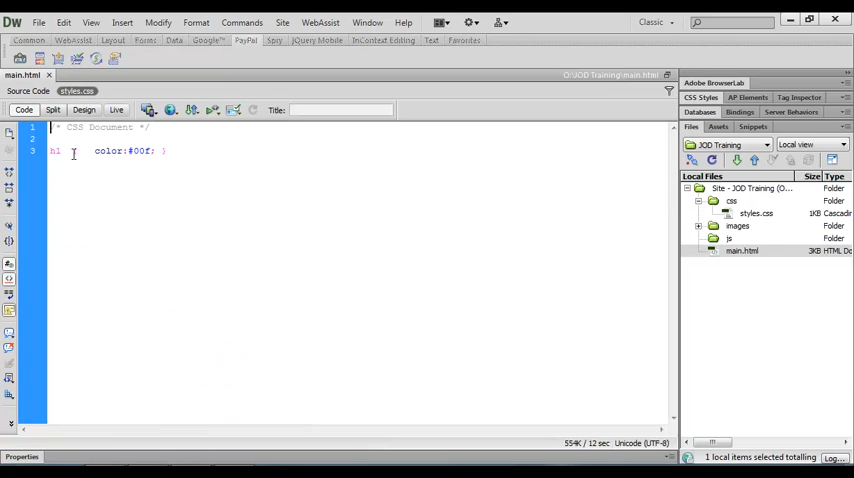 Dw File Edit View Insert Modify Format Commands Site WebAssist Window Help Classic
Common WebAssist Layout Forms Data Google™ PayPal Spry jQuery Mobile InContext Editing Text Favorites
main.html O:\JOD Training\main.html
Source Code styles.css
Code Split Design Live Title:
1 /* CSS Document */
2
3 h1 color:#00f; }
554K / 12 sec Unicode (UTF-8)
Properties
Adobe BrowserLab
CSS Styles AP Elements Tag Inspector
Databases Bindings
Files Assets Snippets
JOD Training Local view
Local Files Size Type
Site - JOD Training (O... Folder
css Folder
styles.css 1KB Cascadin
images Folder
js Folder
main.html 3KB HTML Do
1 local items selected totalling Log...